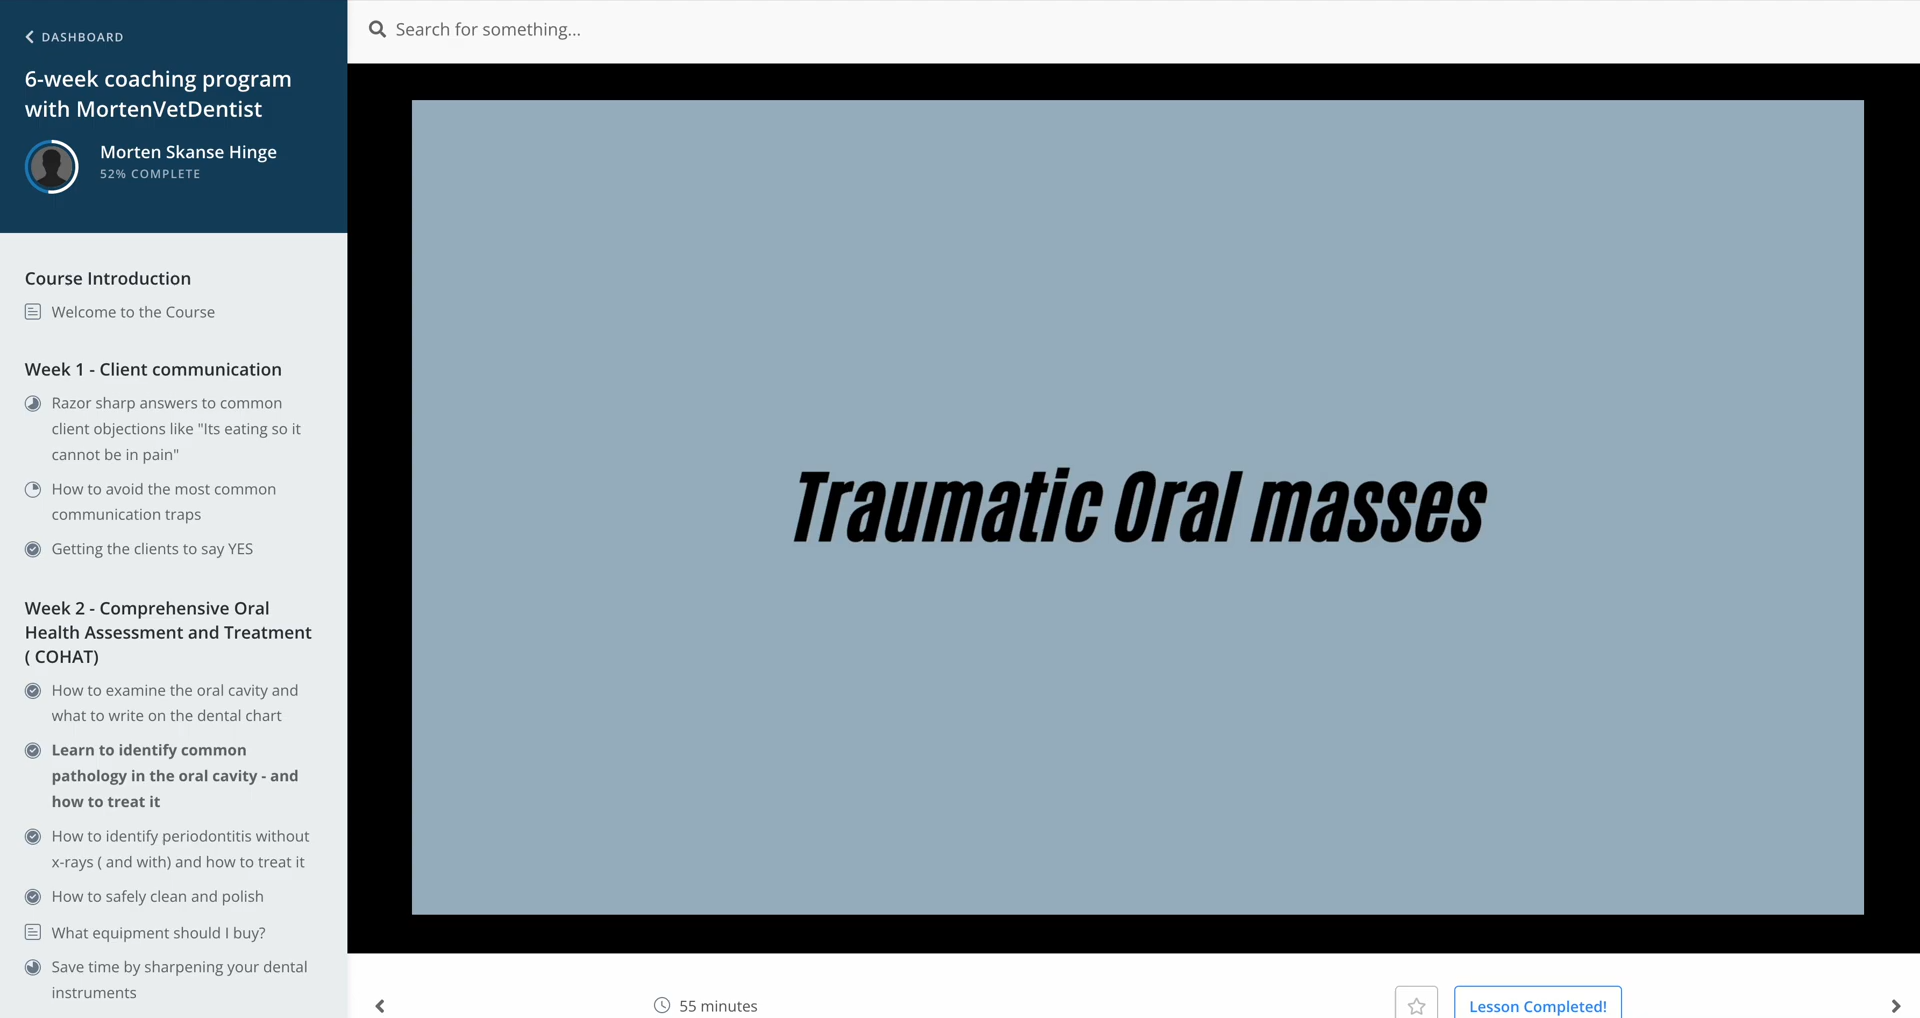 DASHBOARD
6-week coaching program
with MortenVetDentist
Morten Skanse Hinge
52% COMPLETE
Course Introduction
Welcome to the Course
Week 1 - Client communication
Razor sharp answers to common
client objections like "Its eating so it
cannot be in pain"
How to avoid the most common
communication traps
Getting the clients to say YES
Week 2 - Comprehensive Oral
Health Assessment and Treatment
( COHAT)
How to examine the oral cavity and
what to write on the dental chart
Learn to identify common
pathology in the oral cavity - and
how to treat it
How to identify periodontitis without
x-rays ( and with) and how to treat it
How to safely clean and polish
What equipment should I buy?
Save time by sharpening your dental
instruments
Search for something...
Traumatic Oral masses
55 minutes
Lesson Completed!